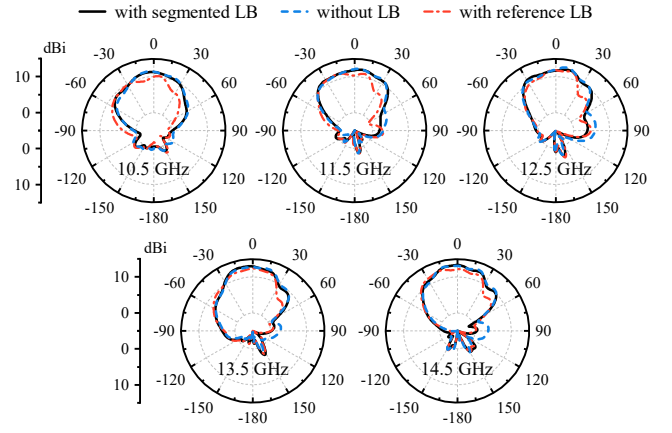 with segmented LB without LB with reference LB
dBi 0 0 0
-30 30 -30 30 -30 30
10 -60 60 -60 60 -60 60
0 -90 90 -90 90 -90 90
0
10 -120 10.5 GHz 120 -120 11.5 GHz 120 -120 12.5 GHz 120
-150 150 -150 150 -150 150
-180 -180 -180
dBi 0 0
-30 30 -30 30
10 -60 60 -60 60
0 -90 90 -90 90
0
10 -120 13.5 GHz 120 -120 14.5 GHz 120
-150 150 -150 150
-180 -180